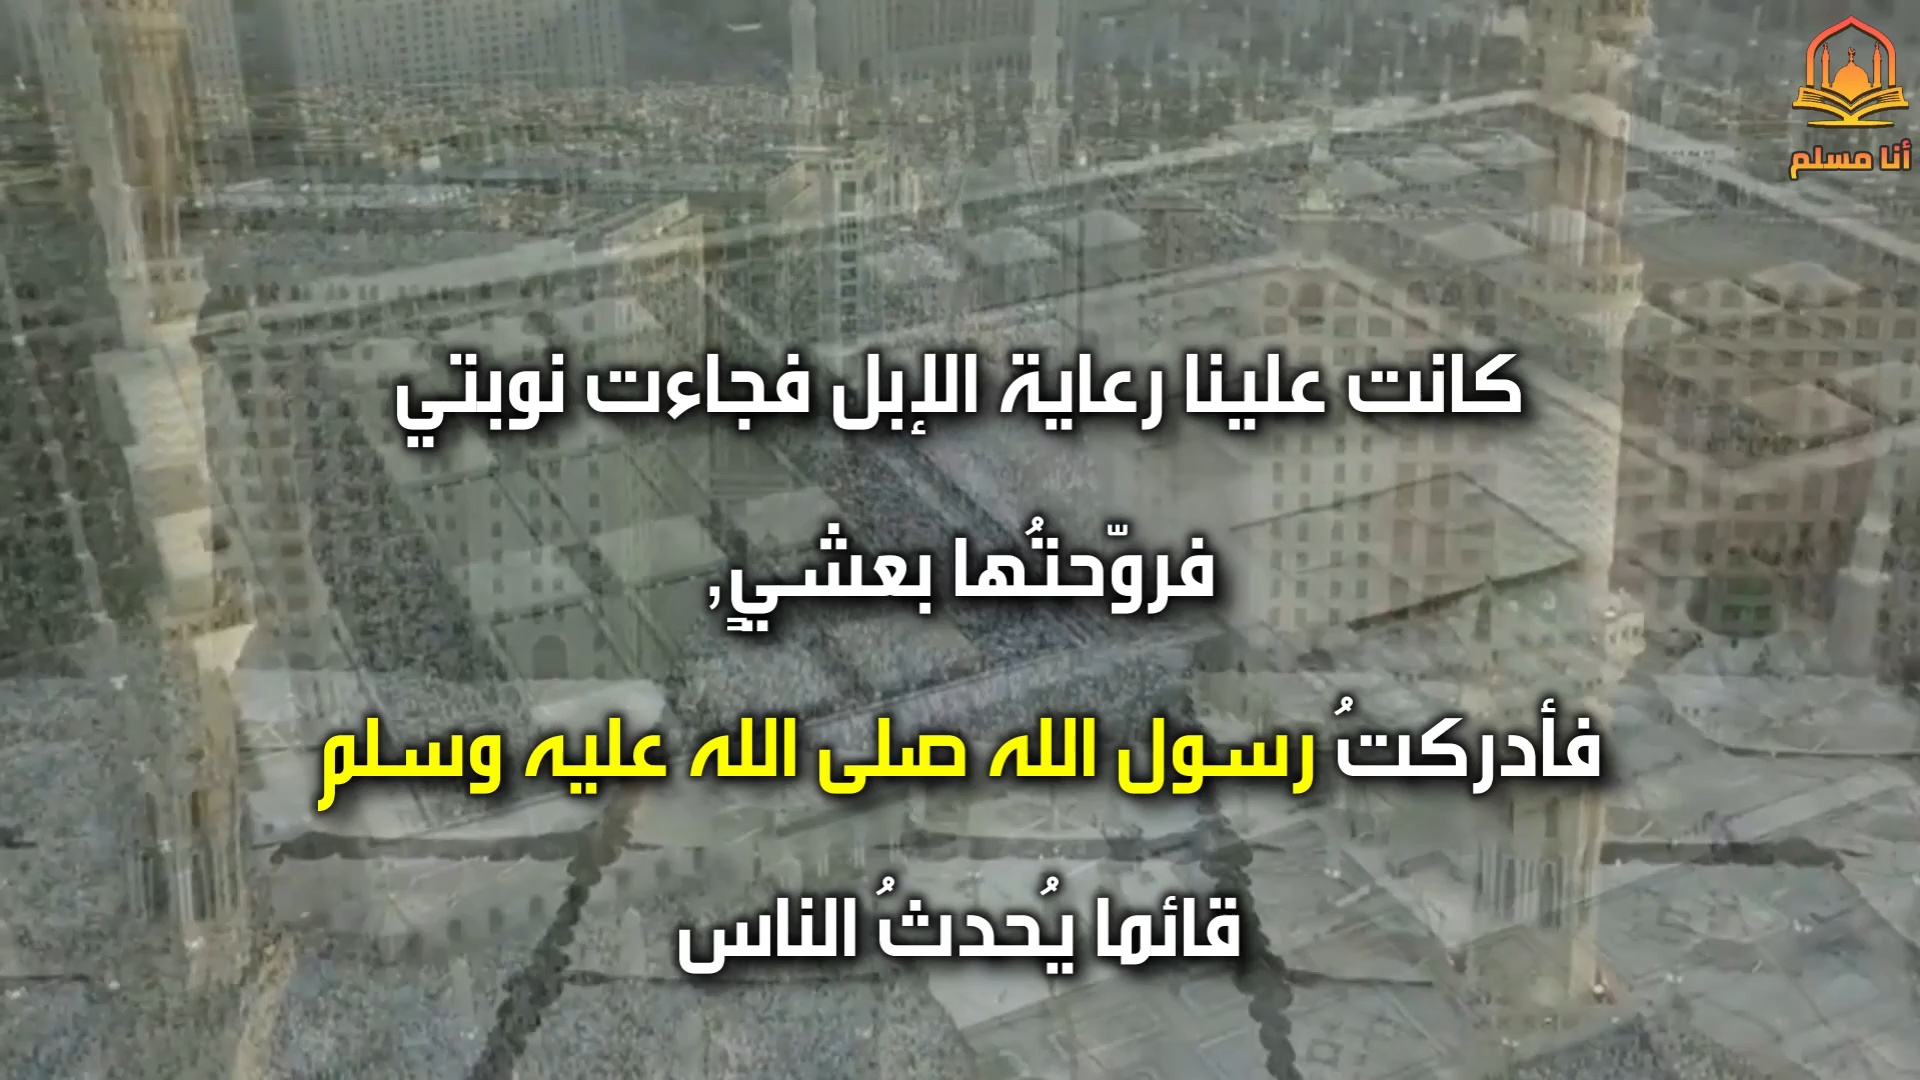 أنا مسلم
كانت علينا رعاية الإبل فجاءت نوبتي
فروّحتُها بعشيٍ,
فأدركتُ رسول الله صلى الله عليه وسلم
قائما يُحدثُ الناس